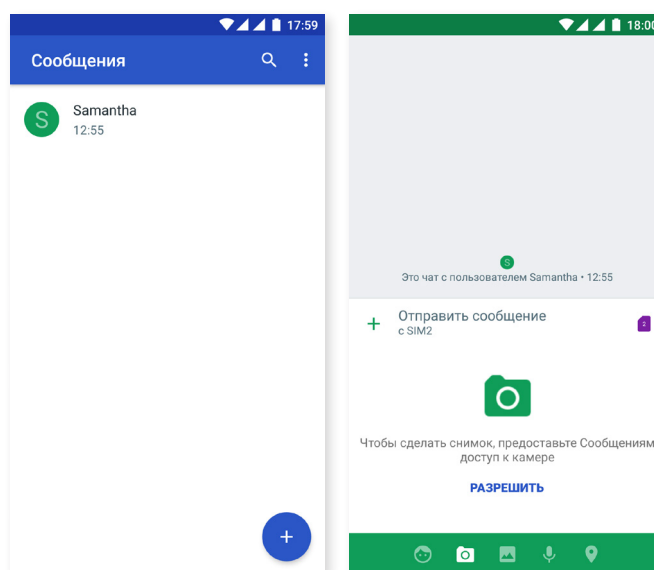 17:59
Сообщения
S
Samantha
12:55
18:00
S
Это чат с пользователем Samantha • 12:55
Отправить сообщение
с SIM2
2
Чтобы сделать снимок, предоставьте Сообщениям
доступ к камере
РАЗРЕШИТЬ